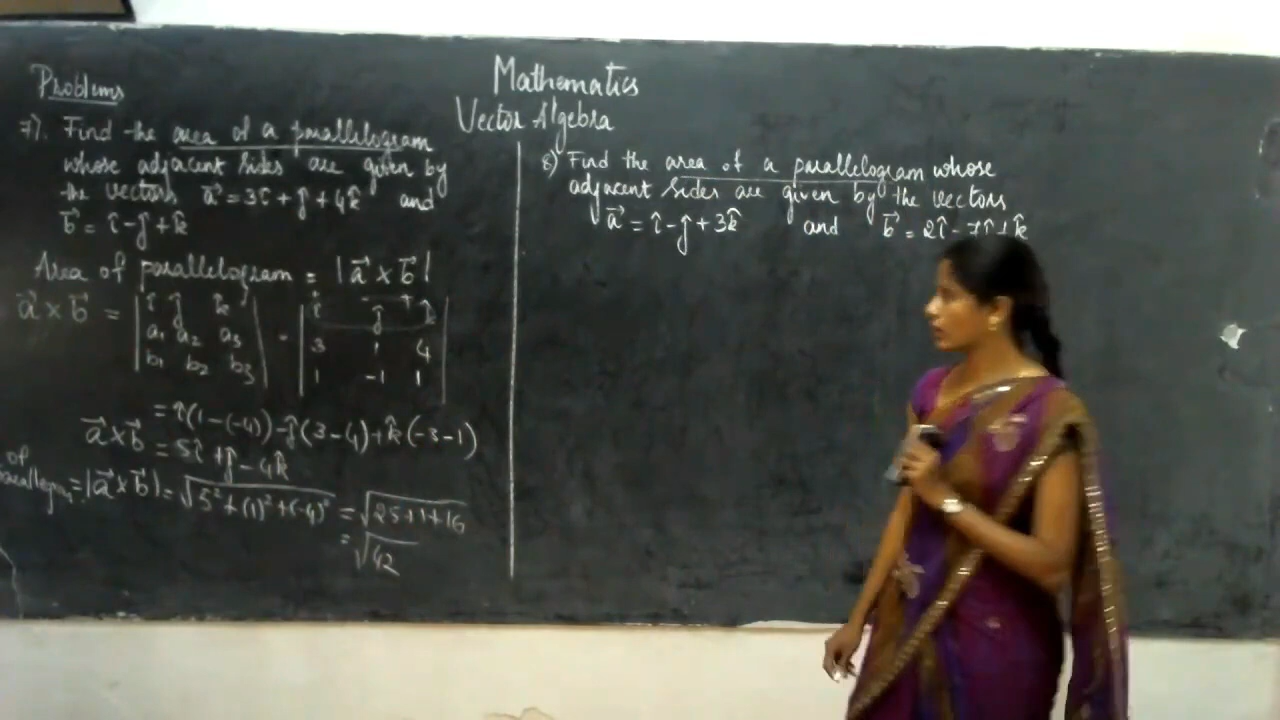 Mathematics
Vector Algebra
Problems
7). Find the area of a parallelogram
whose adjacent sides are given by
the vectors a⃗ = 3î + ĵ + 4k̂ and
b⃗ = î - ĵ + k̂
Area of parallelogram = |a⃗ × b⃗|
a⃗ × b⃗ = | î ĵ k̂ | = | î ĵ k̂ |
a₁ a₂ a₃ 3 1 4
b₁ b₂ b₃ 1 -1 1
= î(1-(-4)) - ĵ(3-4) + k̂(-3-1)
a⃗ × b⃗ = 5î + ĵ - 4k̂
of
= |a⃗ × b⃗| = √5² + (1)² + (-4)² = √25+1+16
= √42
8) Find the area of a parallelogram whose
adjacent sides are given by the vectors
a⃗ = î - ĵ + 3k̂ and b⃗ = 2î - 7ĵ + k̂